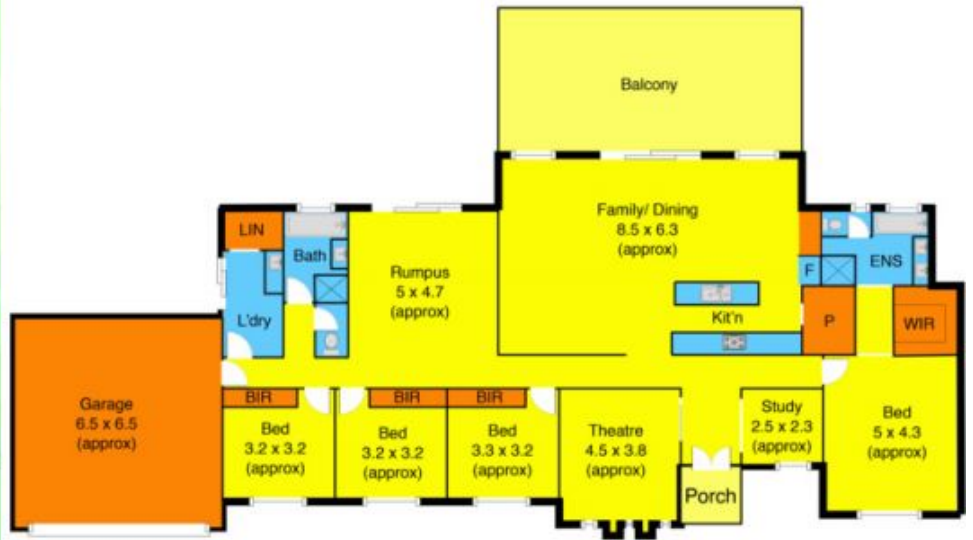 Balcony
Family/ Dining
8.5 x 6.3
(approx)
LIN
Bath
Rumpus
5 x 4.7
(approx)
F
ENS
L'dry
Kit'n
P
WIR
Garage
6.5 x 6.5
(approx)
BIR
BIR
BIR
Bed
3.2 x 3.2
(approx)
Bed
3.2 x 3.2
(approx)
Bed
3.3 x 3.2
(approx)
Theatre
4.5 x 3.8
(approx)
Study
2.5 x 2.3
(approx)
Bed
5 x 4.3
(approx)
Porch